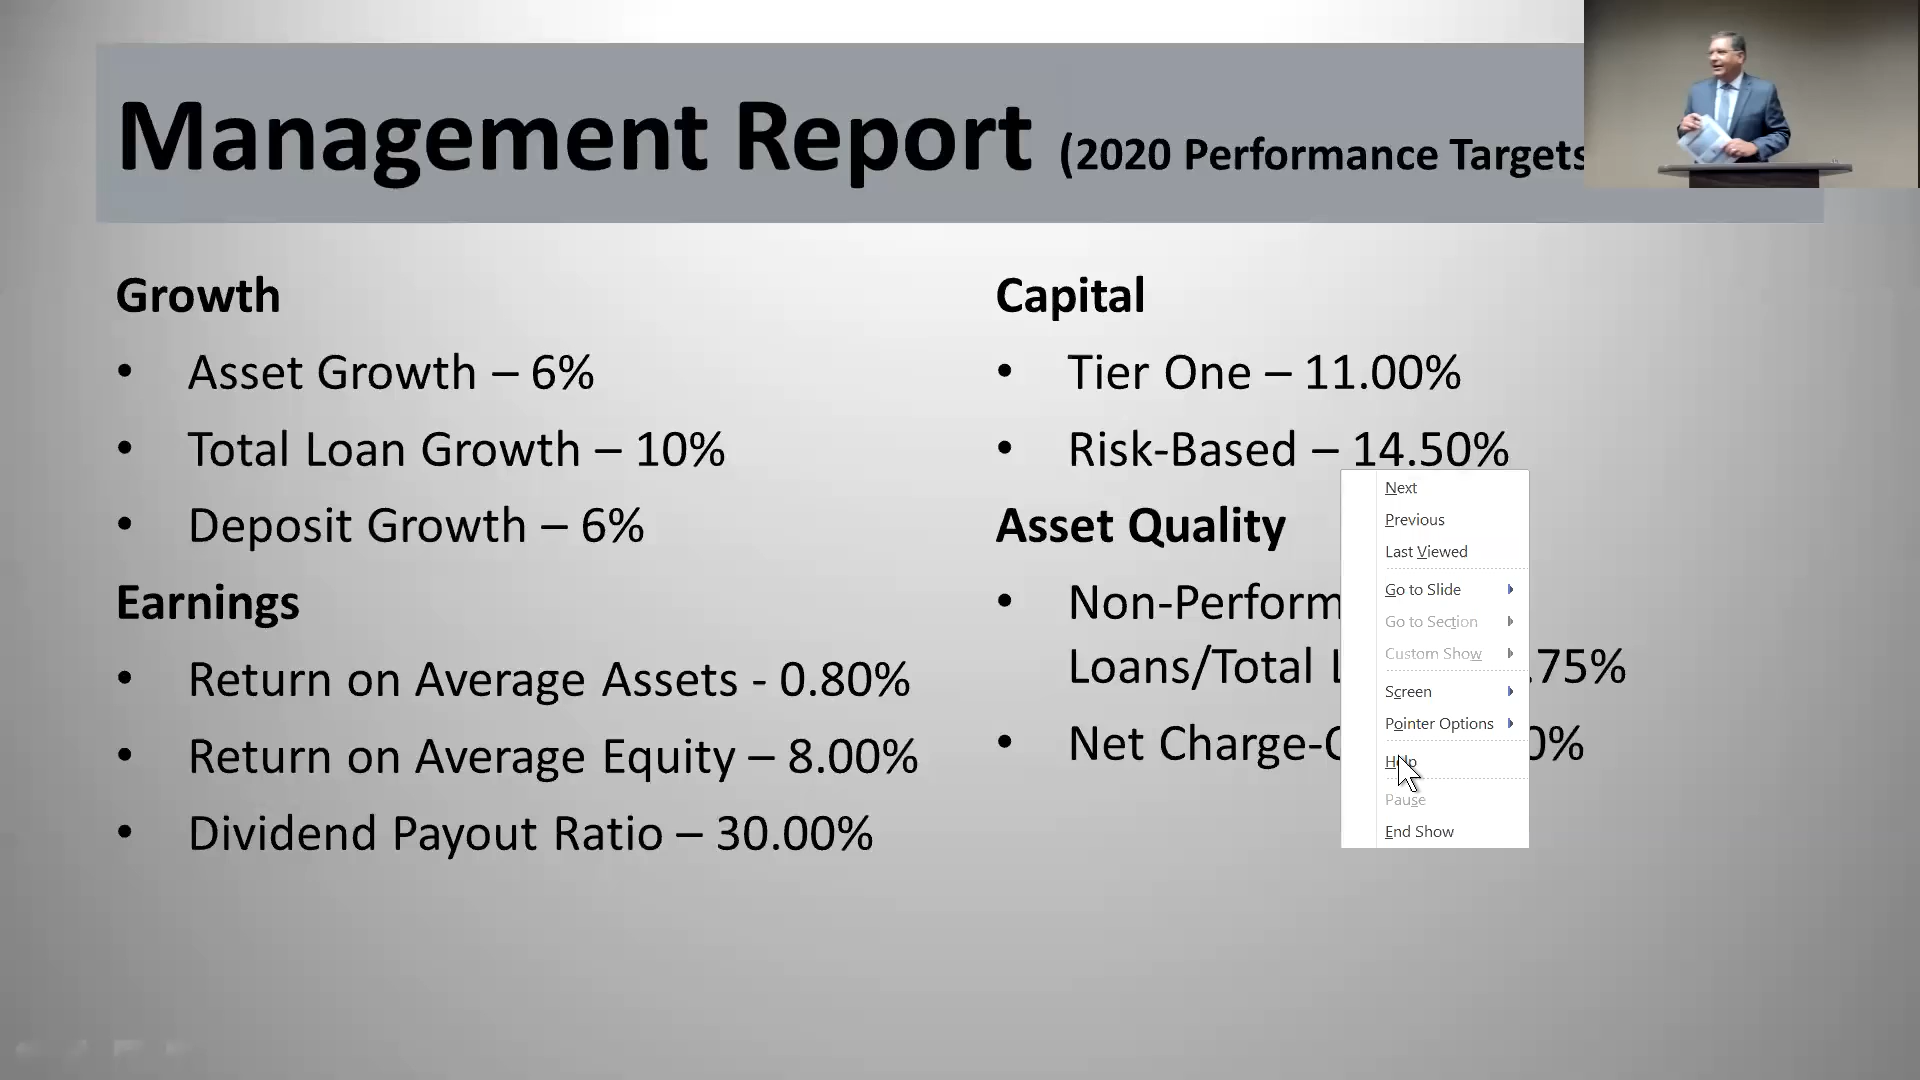 Management Report (2020 Performance Targets
Growth
• Asset Growth – 6%
• Total Loan Growth – 10%
• Deposit Growth – 6%
Earnings
• Return on Average Assets - 0.80%
• Return on Average Equity – 8.00%
• Dividend Payout Ratio – 30.00%
Capital
• Tier One – 11.00%
• Risk-Based – 14.50%
Asset Quality
• Non-Perform
Loans/Total .75%
• Net Charge- 0%
Next
Previous
Last Viewed
Go to Slide
Go to Section
Custom Show
Screen
Pointer Options
Help
Pause
End Show